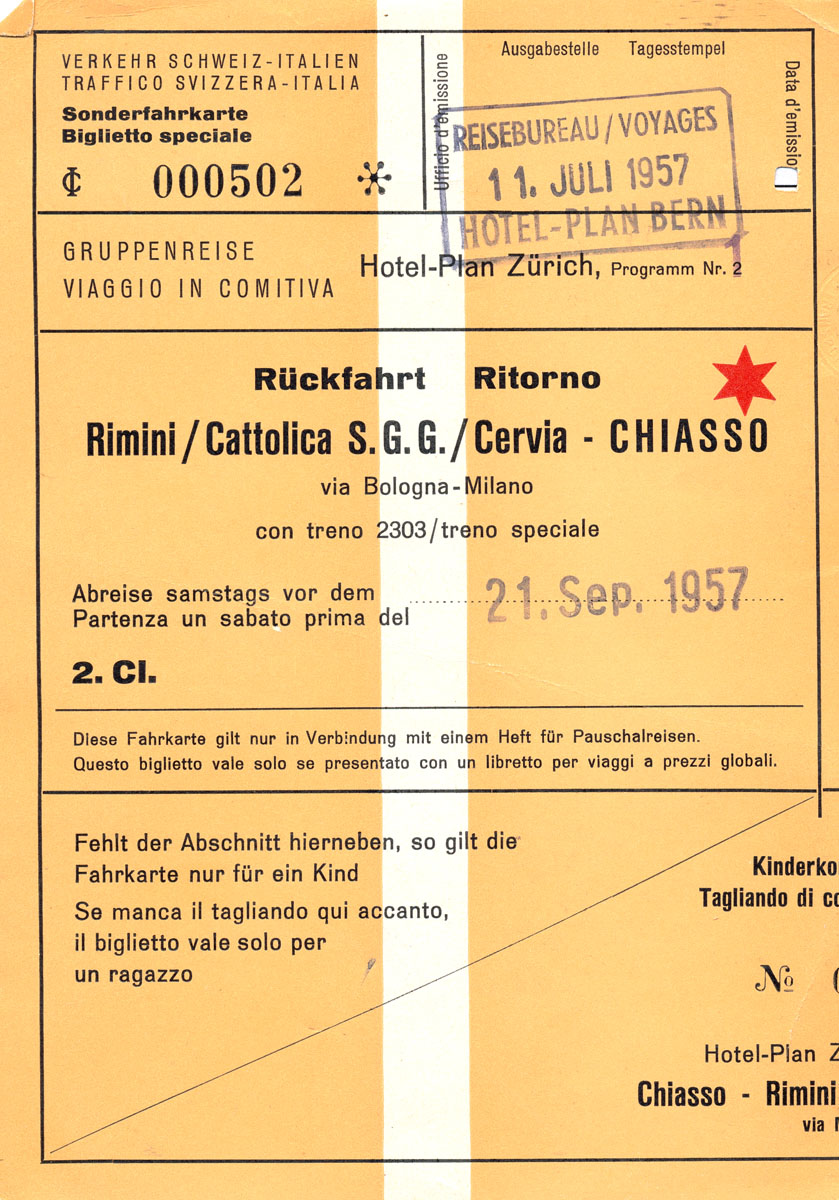 VERKEHR SCHWEIZ-ITALIEN
TRAFFICO SVIZZERA-ITALIA
Sonderfahrkarte
Biglietto speciale
000502
Ufficio d'emissione
Ausgabestelle Tagesstempel
Data d'emissio
REISEBUREAU/VOYAGES
11. JULI 1957
HOTEL-PLAN BERN
GRUPPENREISE
VIAGGIO IN COMITIVA
Hotel-Plan Zürich, Programm Nr. 2
Rückfahrt Ritorno
Rimini/Cattolica S.G.G./Cervia - CHIASSO
via Bologna-Milano
con treno 2303/treno speciale
Abreise samstags vor dem
Partenza un sabato prima del
21. Sep. 1957
2. Cl.
Diese Fahrkarte gilt nur in Verbindung mit einem Heft für Pauschalreisen.
Questo biglietto vale solo se presentato con un libretto per viaggi a prezzi globali.
Fehlt der Abschnitt hierneben, so gilt die
Fahrkarte nur für ein Kind
Se manca il tagliando qui accanto,
il biglietto vale solo per
un ragazzo
Kinderko
Tagliando di co
№ 0
Hotel-Plan Z
Chiasso - Rimini
via M